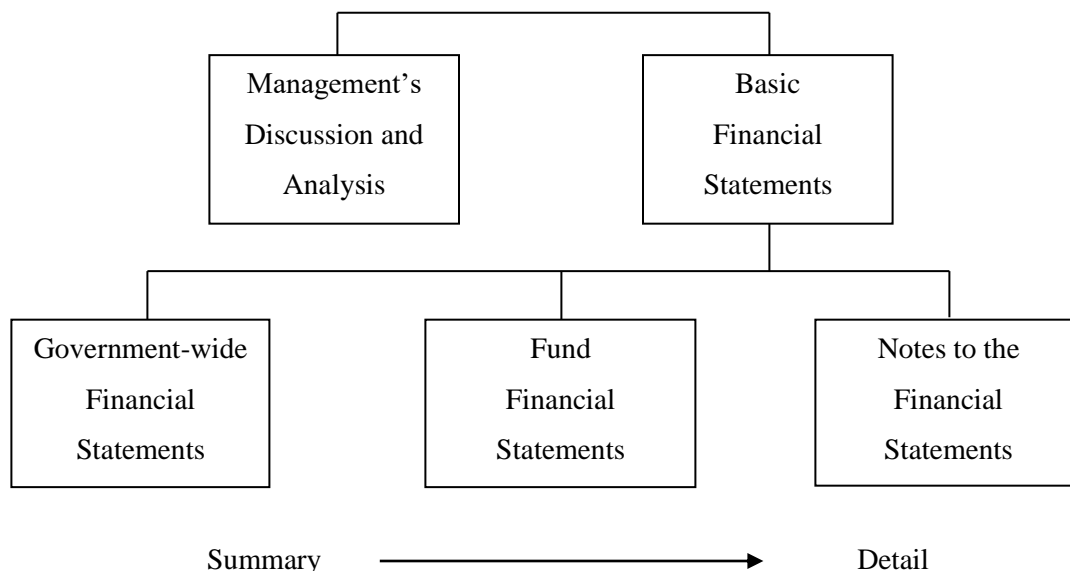 Management’s
Discussion and
Analysis
Basic
Financial
Statements
Government-wide
Financial
Statements
Fund
Financial
Statements
Notes to the
Financial
Statements
Summary
Detail